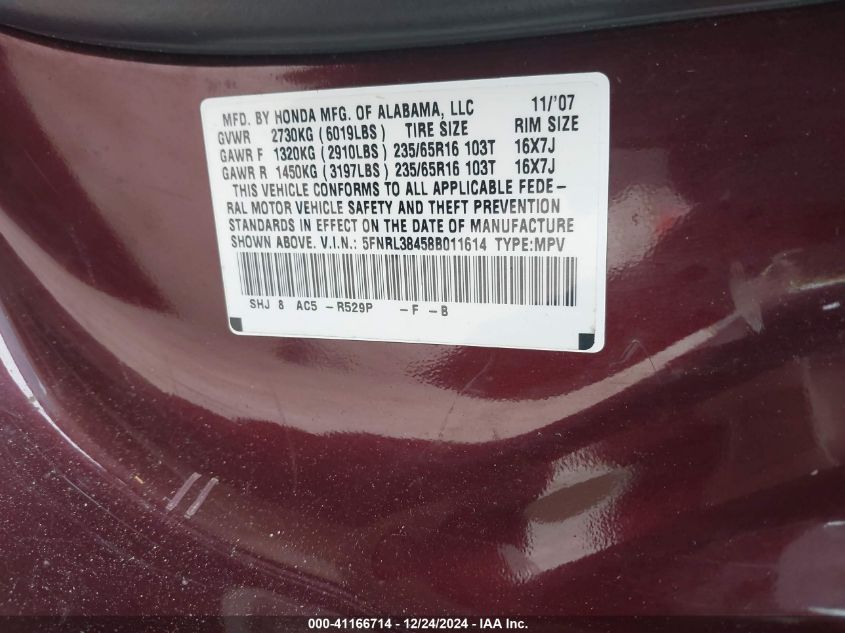 MFD. BY HONDA MFG. OF ALABAMA, LLC 11/'07
GVWR 2730KG (6019LBS) TIRE SIZE RIM SIZE
GAWR F 1320KG (2910LBS) 235/65R16 103T 16X7J
GAWR R 1450KG (3197LBS) 235/65R16 103T 16X7J
THIS VEHICLE CONFORMS TO ALL APPLICABLE FEDE-
RAL MOTOR VEHICLE SAFETY AND THEFT PREVENTION
STANDARDS IN EFFECT ON THE DATE OF MANUFACTURE
SHOWN ABOVE. V.I.N.: 5FNRL38458B011614 TYPE:MPV
SHJ 8 AC5 -R529P -F -B
000-41166714 - 12/24/2024 - IAA Inc.